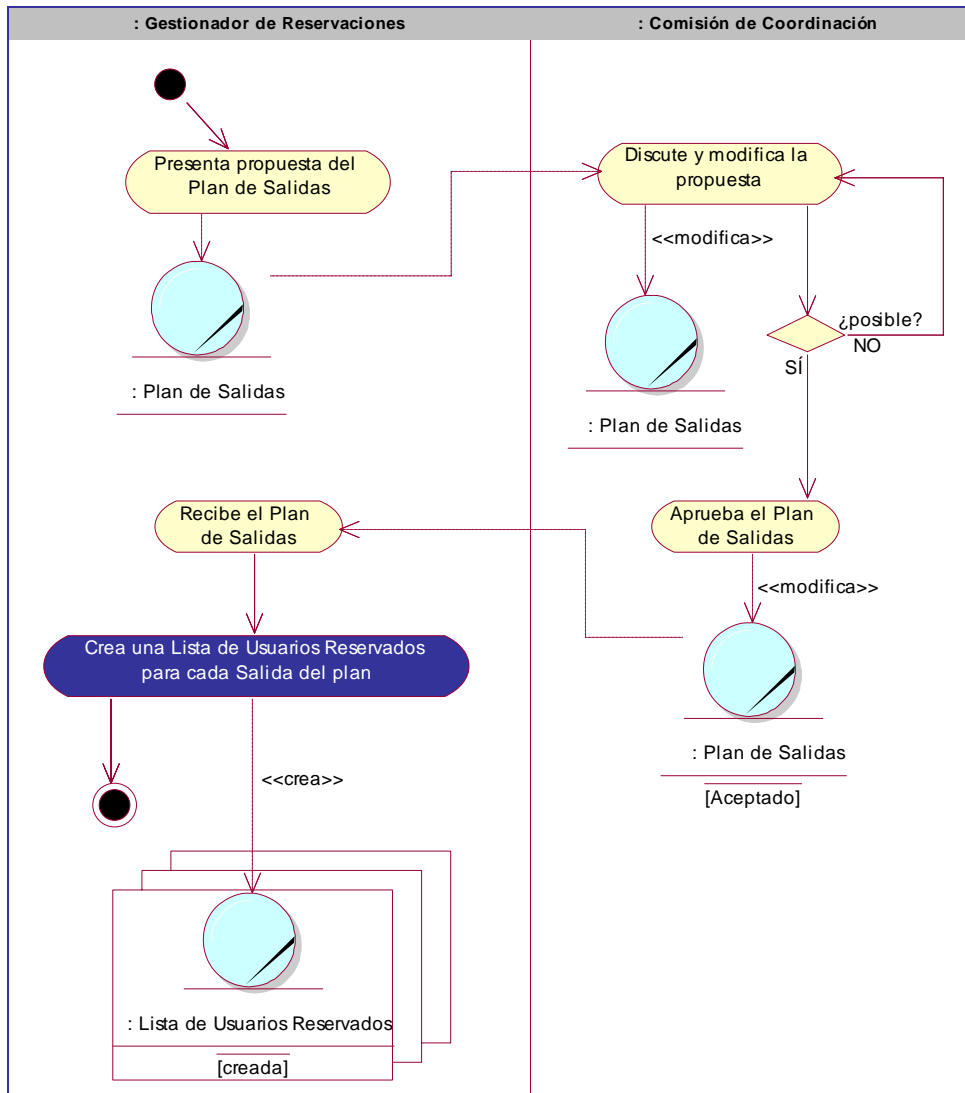 : Gestionador de Reservaciones
: Comisión de Coordinación
Presenta propuesta del
Plan de Salidas
Discute y modifica la
propuesta
<<modifica>>
¿posible?
NO
SÍ
: Plan de Salidas
: Plan de Salidas
Recibe el Plan
de Salidas
Aprueba el Plan
de Salidas
<<modifica>>
Crea una Lista de Usuarios Reservados
para cada Salida del plan
: Plan de Salidas
[Aceptado]
<<crea>>
: Lista de Usuarios Reservados
[creada]